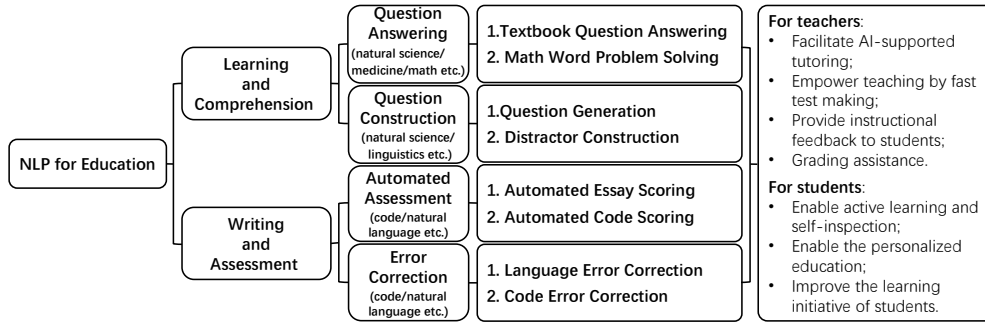 NLP for Education
Learning
and
Comprehension
Writing
and
Assessment
Question
Answering
(natural science/
medicine/math etc.)
Question
Construction
(natural science/
linguistics etc.)
Automated
Assessment
(code/natural
language etc.)
Error
Correction
(code/natural
language etc.)
1.Textbook Question Answering
2. Math Word Problem Solving
1.Question Generation
2. Distractor Construction
1. Automated Essay Scoring
2. Automated Code Scoring
1. Language Error Correction
2. Code Error Correction
For teachers:
• Facilitate AI-supported
tutoring;
• Empower teaching by fast
test making;
• Provide instructional
feedback to students;
• Grading assistance.
For students:
• Enable active learning and
self-inspection;
• Enable the personalized
education;
• Improve the learning
initiative of students.